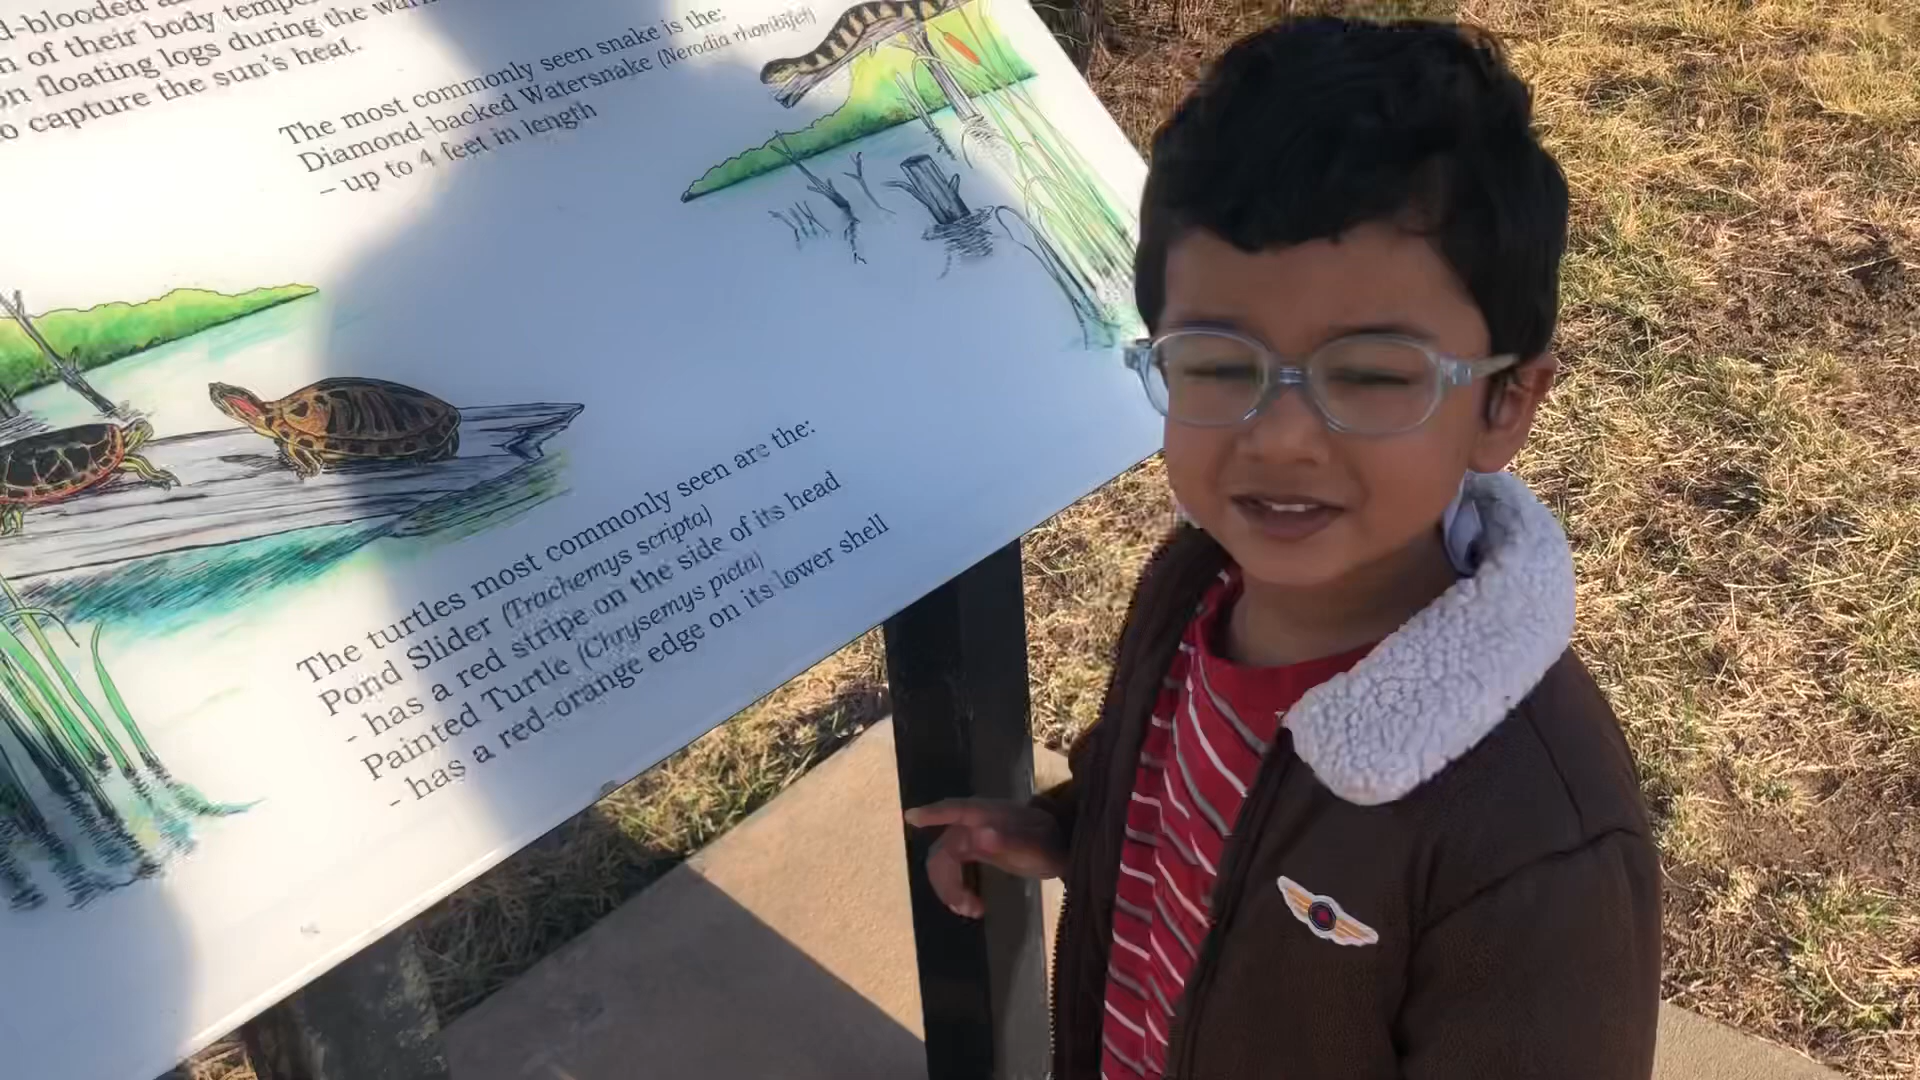 d-blooded
n of their body tempe
on floating logs during the war
o capture the sun's heat.
The most commonly seen snake is the:
Diamond-backed Watersnake (Nerodia rhombifer)
– up to 4 feet in length
The turtles most commonly seen are the:
Pond Slider (Trachemys scripta)
- has a red stripe on the side of its head
Painted Turtle (Chrysemys picta)
- has a red-orange edge on its lower shell